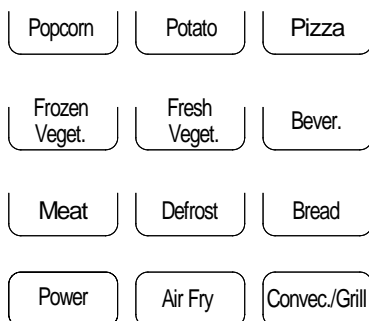 Popcorn Potato Pizza
Frozen Veget. Fresh Veget. Bever.
Meat Defrost Bread
Power Air Fry Convec./Grill